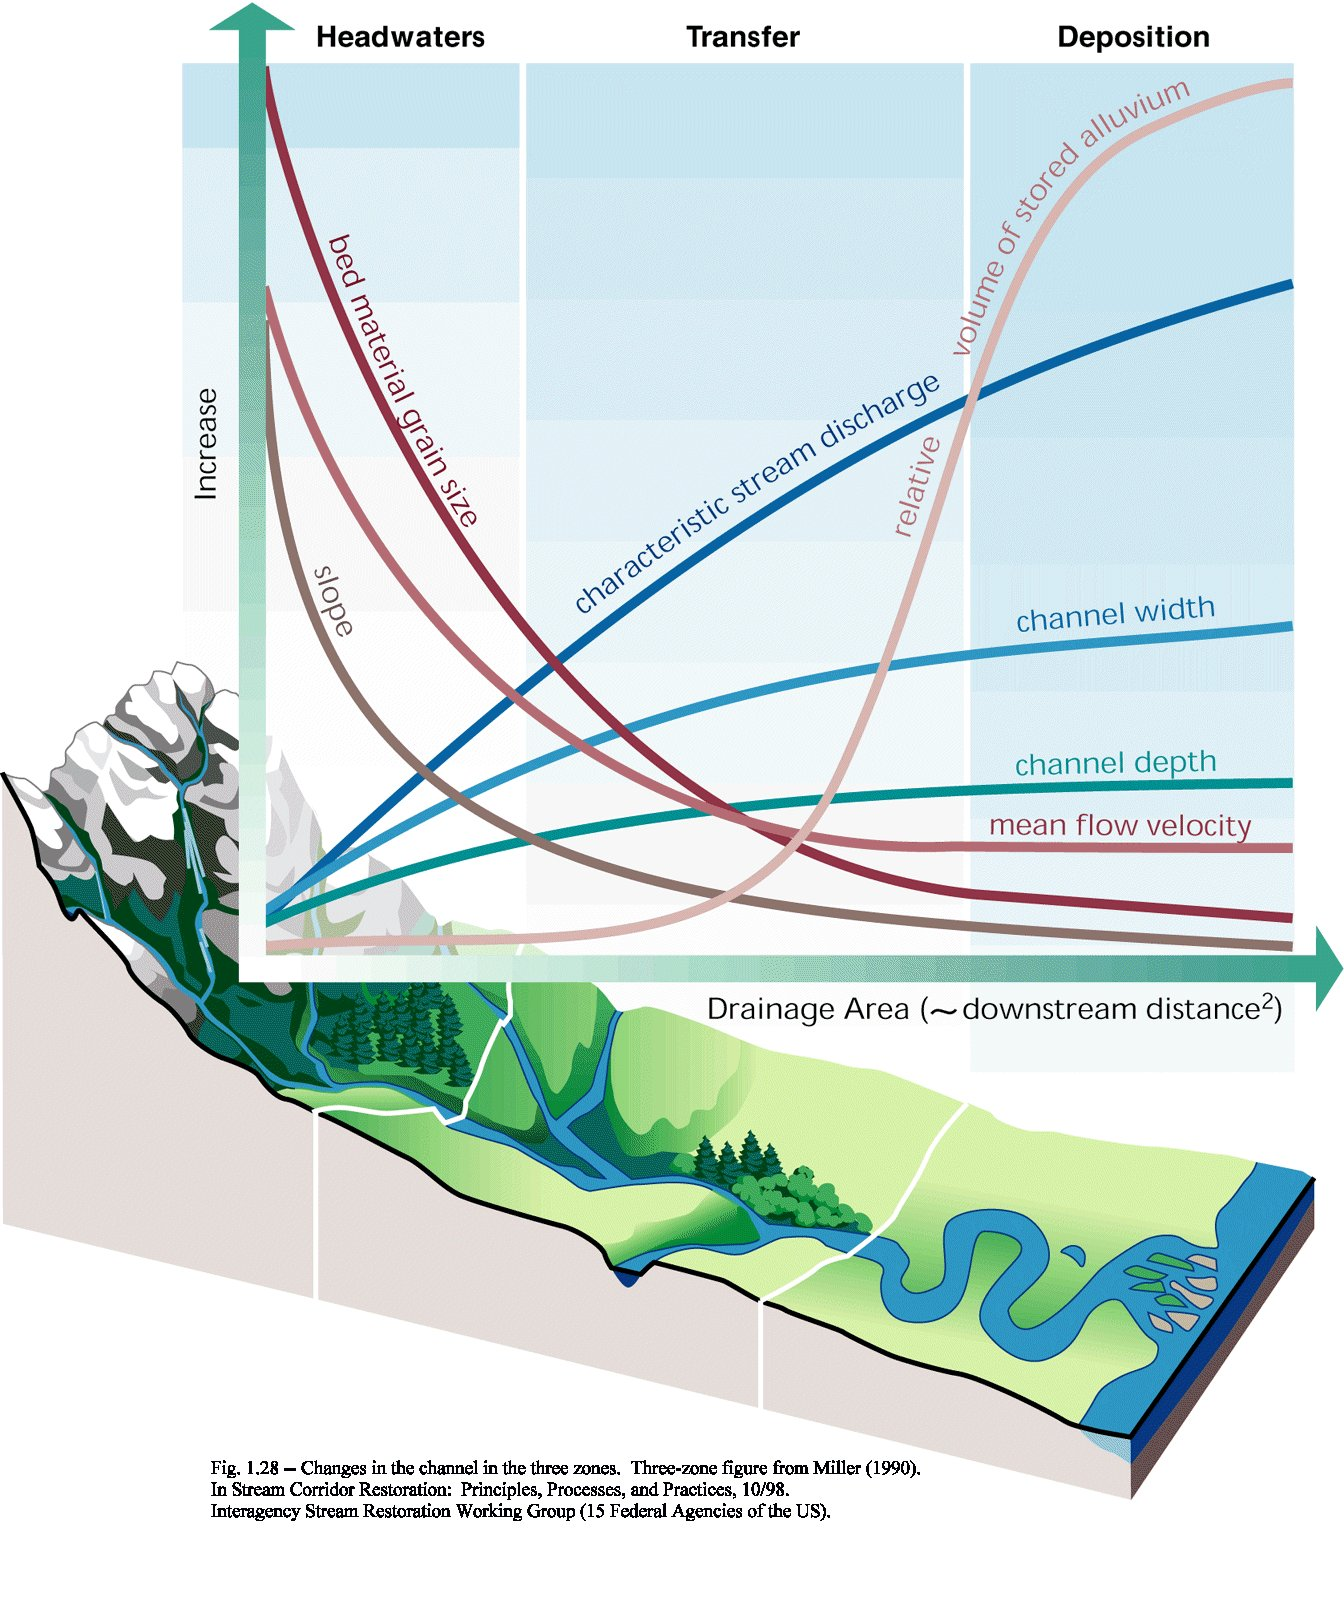 Headwaters
Transfer
Deposition
Increase
bed material grain size
slope
characteristic stream discharge
relative volume of stored alluvium
channel width
channel depth
mean flow velocity
Drainage Area (~downstream distance²)
Fig. 1.28 – Changes in the channel in the three zones. Three-zone figure from Miller (1990).
In Stream Corridor Restoration: Principles, Processes, and Practices, 10/98.
Interagency Stream Restoration Working Group (15 Federal Agencies of the US).